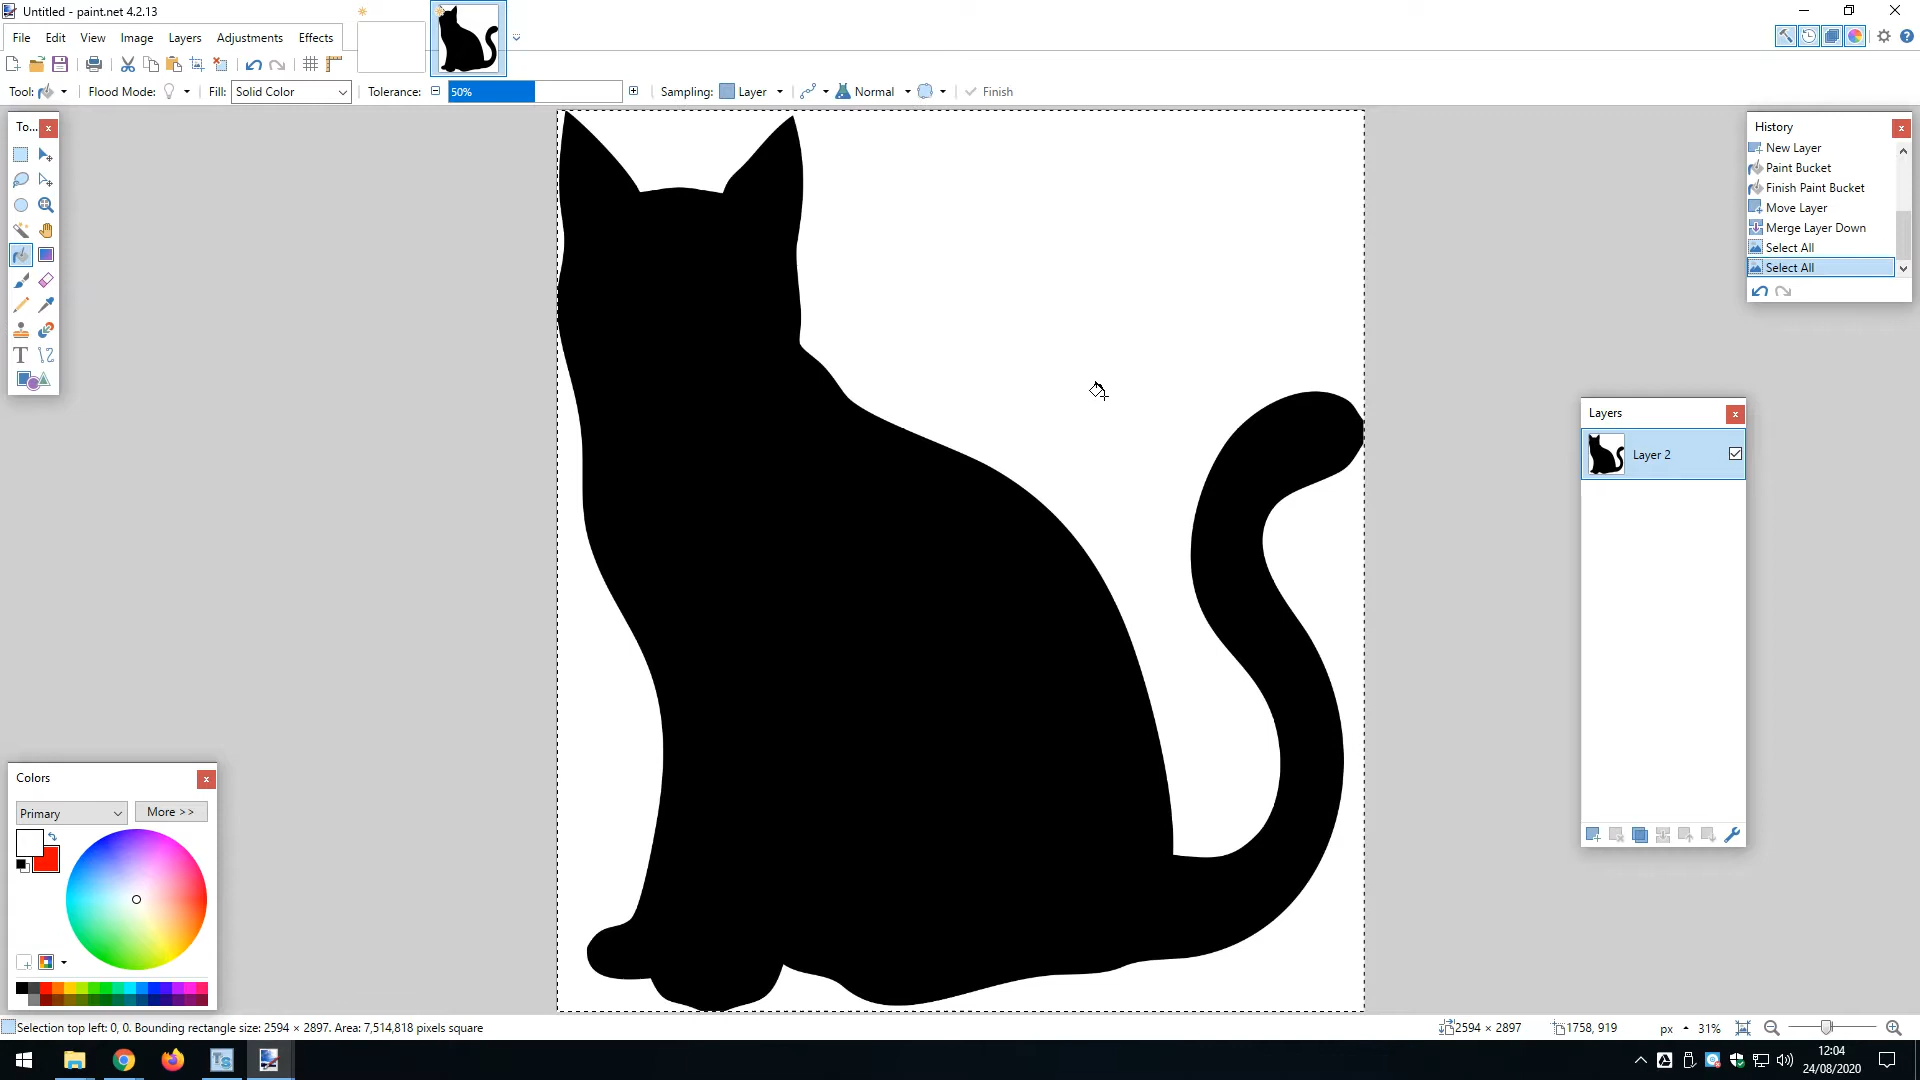 Untitled - paint.net 4.2.13
File Edit View Image Layers Adjustments Effects
Tool: Flood Mode: Fill: Solid Color Tolerance: 50% Sampling: Layer Normal Finish
To...
History
New Layer
Paint Bucket
Finish Paint Bucket
Move Layer
Merge Layer Down
Select All
Select All
Layers
Layer 2
Colors
Primary More >>
Selection top left: 0, 0. Bounding rectangle size: 2594 × 2897. Area: 7,514,818 pixels square
2594 × 2897 1758, 919 px 31%
Ts
12:04
24/08/2020